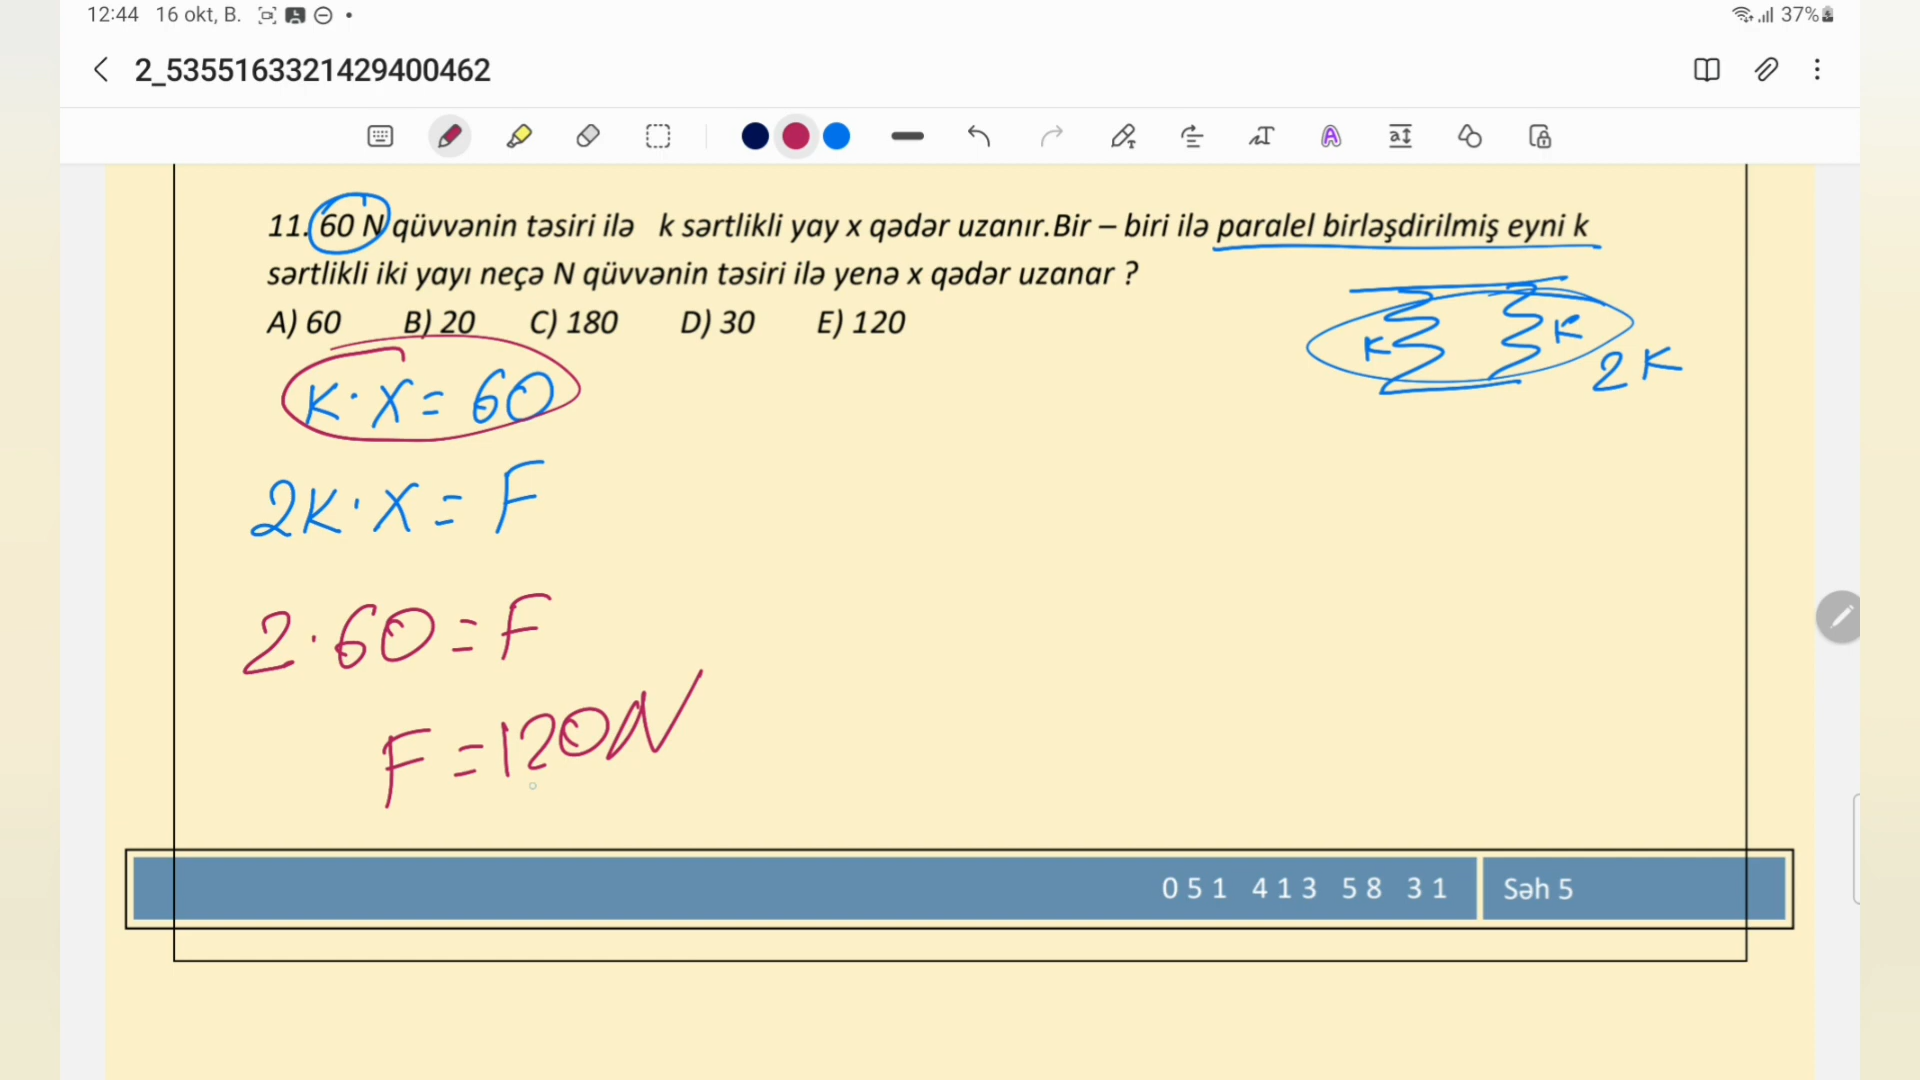 12:44 16 okt, B. 37%
2_5355163321429400462
11. 60 N qüvvənin təsiri ilə k sərtlikli yay x qədər uzanır.Bir – biri ilə paralel birləşdirilmiş eyni k
sərtlikli iki yayı neçə N qüvvənin təsiri ilə yenə x qədər uzanar ?
A) 60 B) 20 C) 180 D) 30 E) 120
K K 2K
K · X = 60
2K · X = F
2 · 60 = F
F = 120N
051 413 58 31 Səh 5